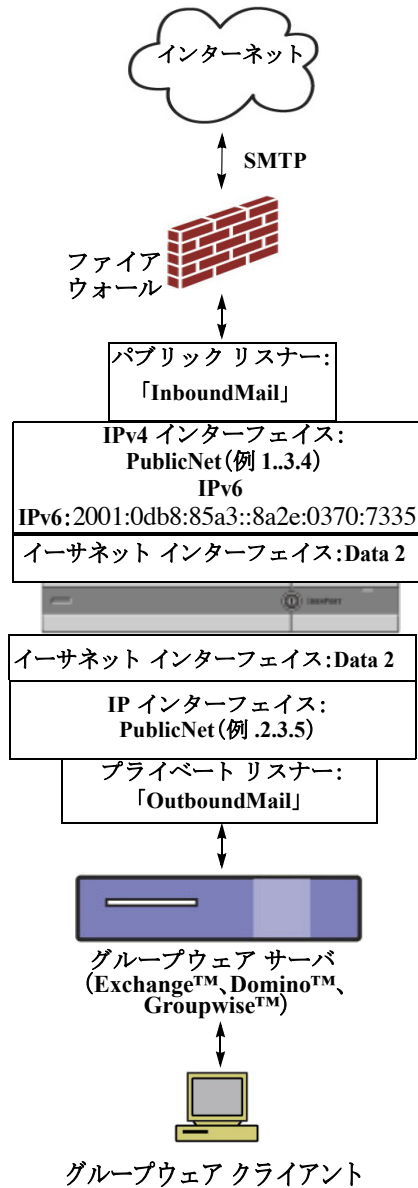 インターネット
SMTP
ファイア
ウォール
パブリック リスナー:
「InboundMail」
IPv4 インターフェイス:
PublicNet(例 1..3.4)
IPv6
IPv6:2001:0db8:85a3::8a2e:0370:7335
イーサネット インターフェイス:Data 2
IRONPORT
イーサネット インターフェイス:Data 2
IP インターフェイス:
PublicNet(例 .2.3.5)
プライベート リスナー:
「OutboundMail」
グループウェア サーバ
(Exchange™、Domino™、
Groupwise™)
グループウェア クライアント